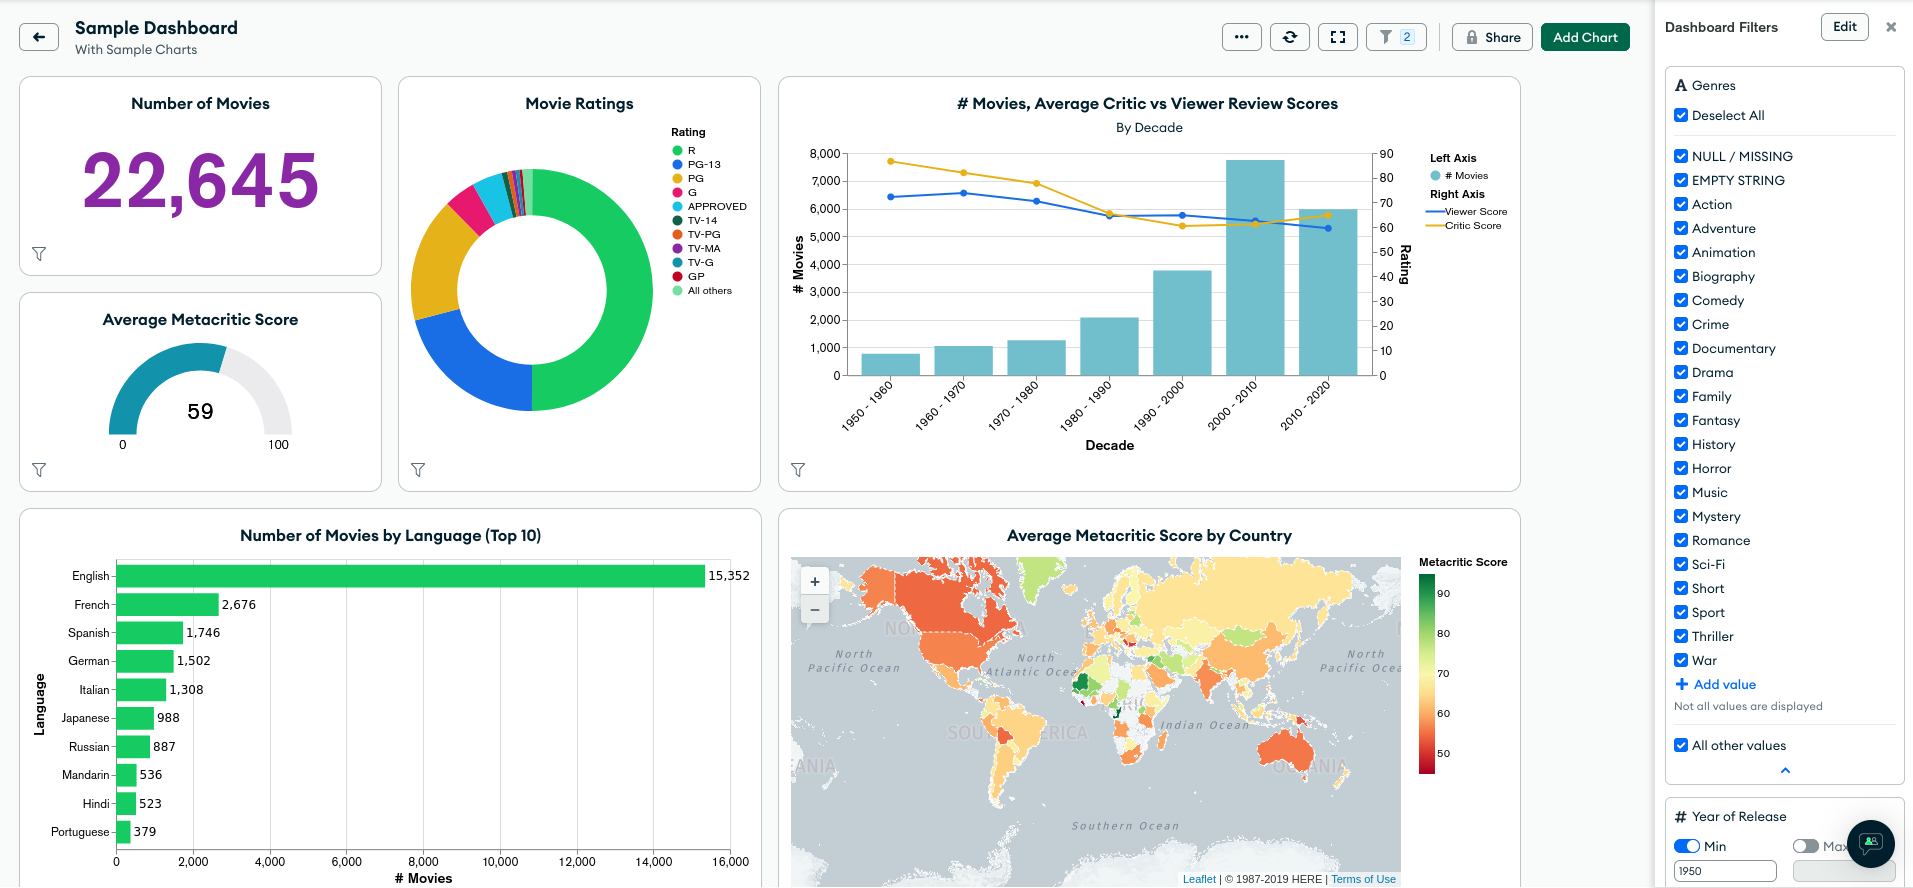 Sample Dashboard
With Sample Charts
2
Share
Add Chart
Dashboard Filters
Edit
Number of Movies
22,645
Average Metacritic Score
59
0
100
Movie Ratings
Rating
R
PG-13
PG
G
APPROVED
TV-14
TV-PG
TV-MA
TV-G
GP
All others
# Movies, Average Critic vs Viewer Review Scores
By Decade
8,000
7,000
6,000
5,000
4,000
3,000
2,000
1,000
0
# Movies
90
80
70
60
50
40
30
20
10
0
Rating
1950 - 1960
1960 - 1970
1970 - 1980
1980 - 1990
1990 - 2000
2000 - 2010
2010 - 2020
Decade
Left Axis
# Movies
Right Axis
Viewer Score
Critic Score
Number of Movies by Language (Top 10)
Language
English 15,352
French 2,676
Spanish 1,746
German 1,502
Italian 1,308
Japanese 988
Russian 887
Mandarin 536
Hindi 523
Portuguese 379
0 2,000 4,000 6,000 8,000 10,000 12,000 14,000 16,000
# Movies
Average Metacritic Score by Country
+
−
North
Pacific Ocean
North
Atlantic Ocea
North
Pacific Ocea
Indian Ocean
Southern Ocean
Leaflet | © 1987-2019 HERE | Terms of Use
Metacritic Score
90
80
70
60
50
A Genres
Deselect All
NULL / MISSING
EMPTY STRING
Action
Adventure
Animation
Biography
Comedy
Crime
Documentary
Drama
Family
Fantasy
History
Horror
Music
Mystery
Romance
Sci-Fi
Short
Sport
Thriller
War
+ Add value
Not all values are displayed
All other values
# Year of Release
Min
Max
1950